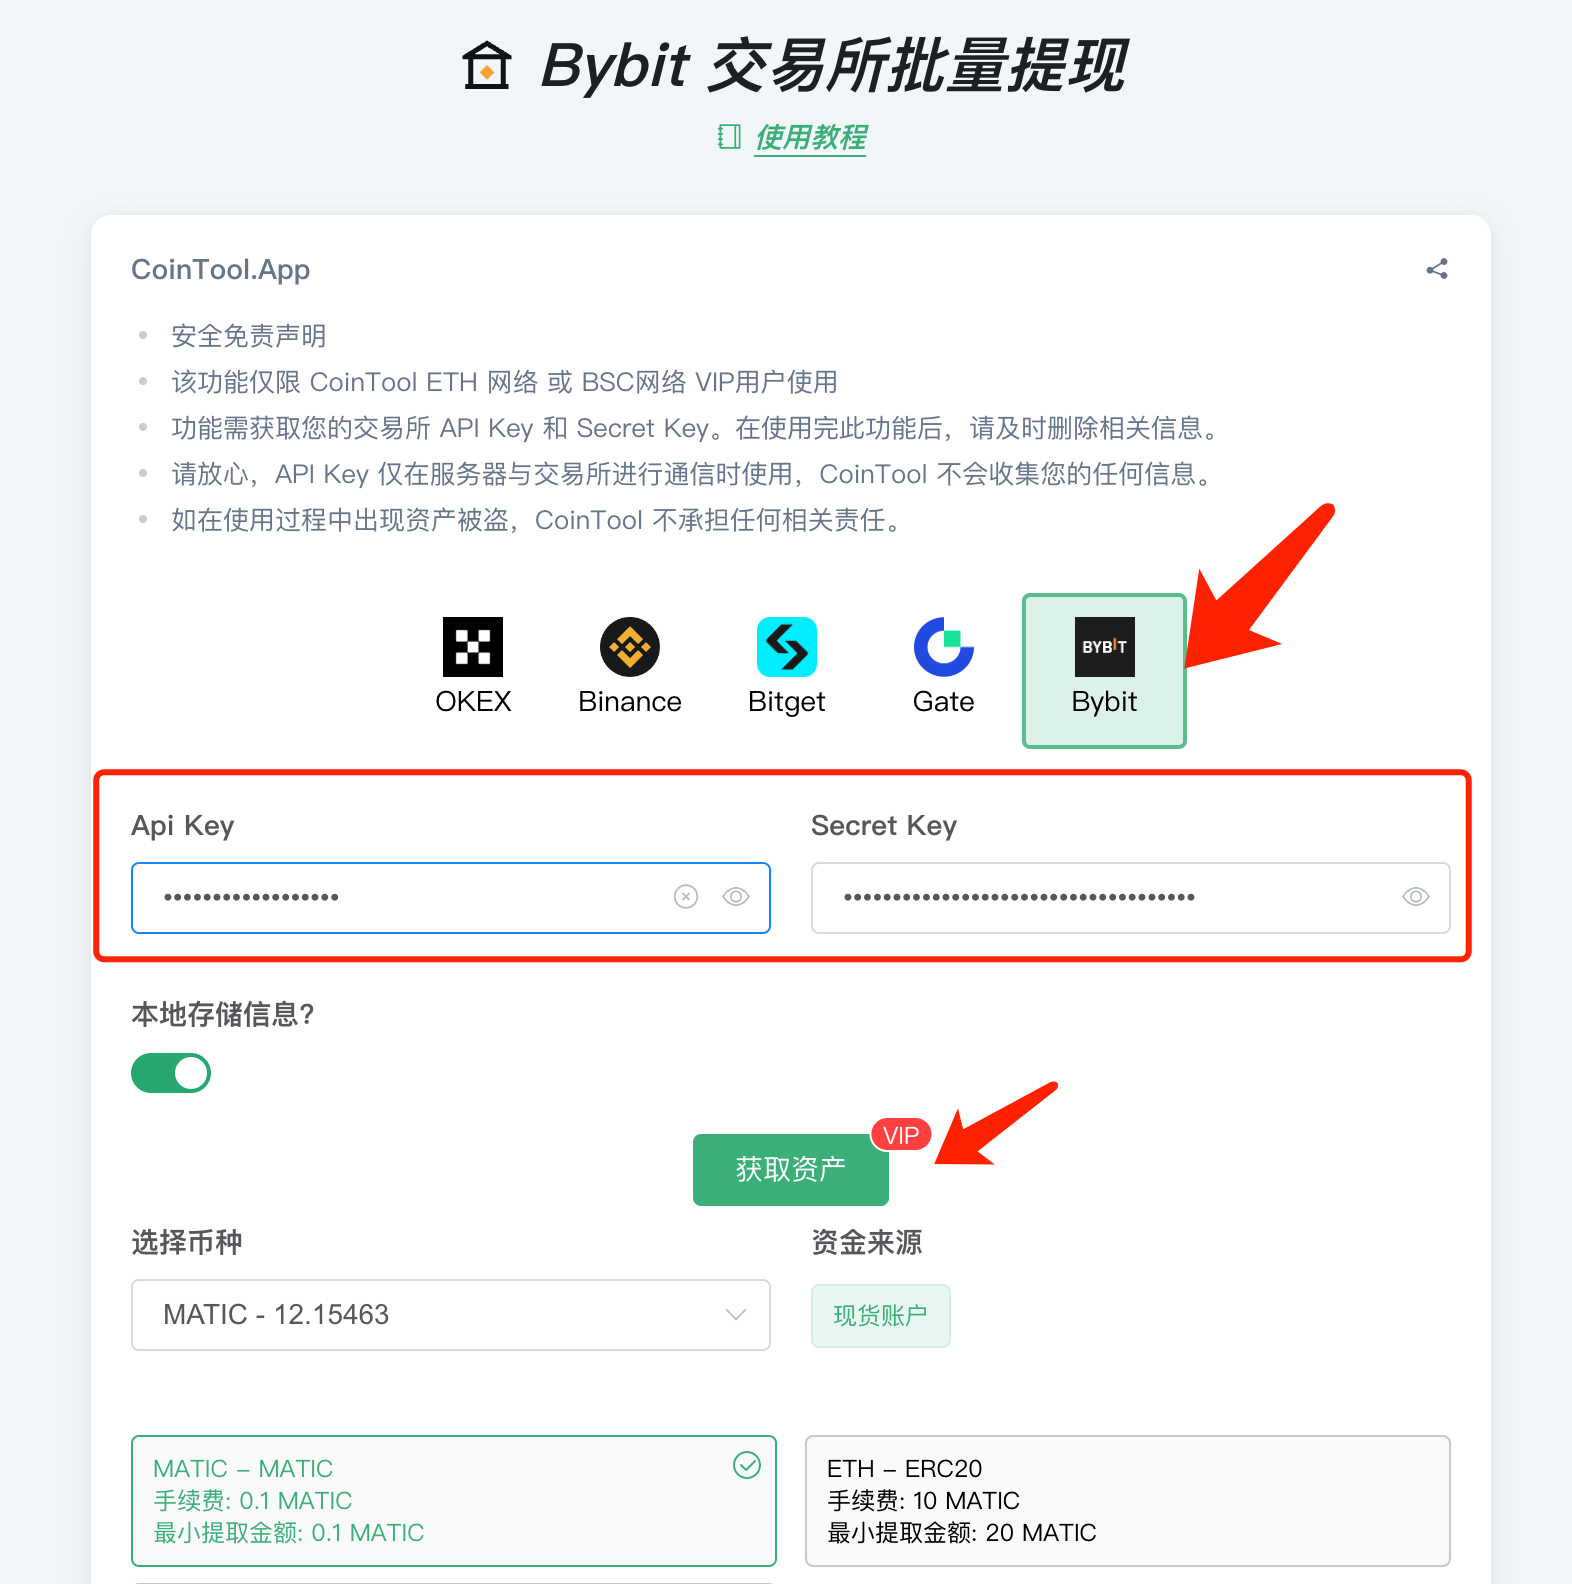 Bybit 交易所批量提现
使用教程
CoinTool.App
安全免责声明
该功能仅限 CoinTool ETH 网络 或 BSC网络 VIP用户使用
功能需获取您的交易所 API Key 和 Secret Key。在使用完此功能后，请及时删除相关信息。
请放心，API Key 仅在服务器与交易所进行通信时使用，CoinTool 不会收集您的任何信息。
如在使用过程中出现资产被盗，CoinTool 不承担任何相关责任。
BYBIT
OKEX Binance Bitget Gate Bybit
Api Key Secret Key
本地存储信息?
VIP
获取资产
选择币种 资金来源
MATIC - 12.15463 现货账户
MATIC – MATIC
手续费: 0.1 MATIC
最小提取金额: 0.1 MATIC
ETH – ERC20
手续费: 10 MATIC
最小提取金额: 20 MATIC